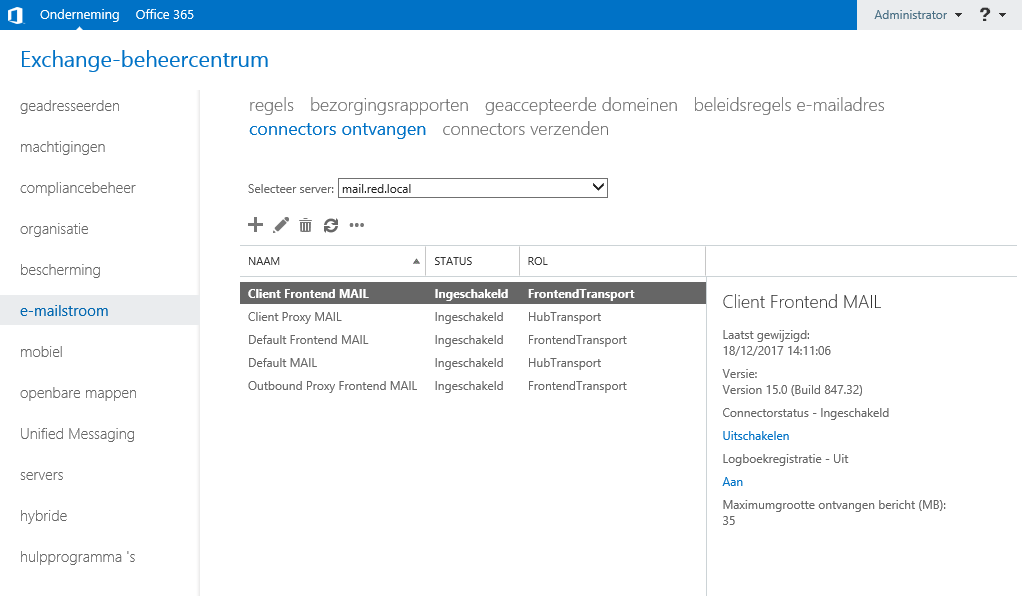 Onderneming Office 365 Administrator ?
Exchange-beheercentrum
geadresseerden
machtigingen
compliancebeheer
organisatie
bescherming
e-mailstroom
mobiel
openbare mappen
Unified Messaging
servers
hybride
hulpprogramma 's
regels bezorgingsrapporten geaccepteerde domeinen beleidsregels e-mailadres
connectors ontvangen connectors verzenden
Selecteer server: mail.red.local
NAAM STATUS ROL
Client Frontend MAIL Ingeschakeld FrontendTransport
Client Proxy MAIL Ingeschakeld HubTransport
Default Frontend MAIL Ingeschakeld FrontendTransport
Default MAIL Ingeschakeld HubTransport
Outbound Proxy Frontend MAIL Ingeschakeld FrontendTransport
Client Frontend MAIL
Laatst gewijzigd:
18/12/2017 14:11:06
Versie:
Version 15.0 (Build 847.32)
Connectorstatus - Ingeschakeld
Uitschakelen
Logboekregistratie - Uit
Aan
Maximumgrootte ontvangen bericht (MB):
35